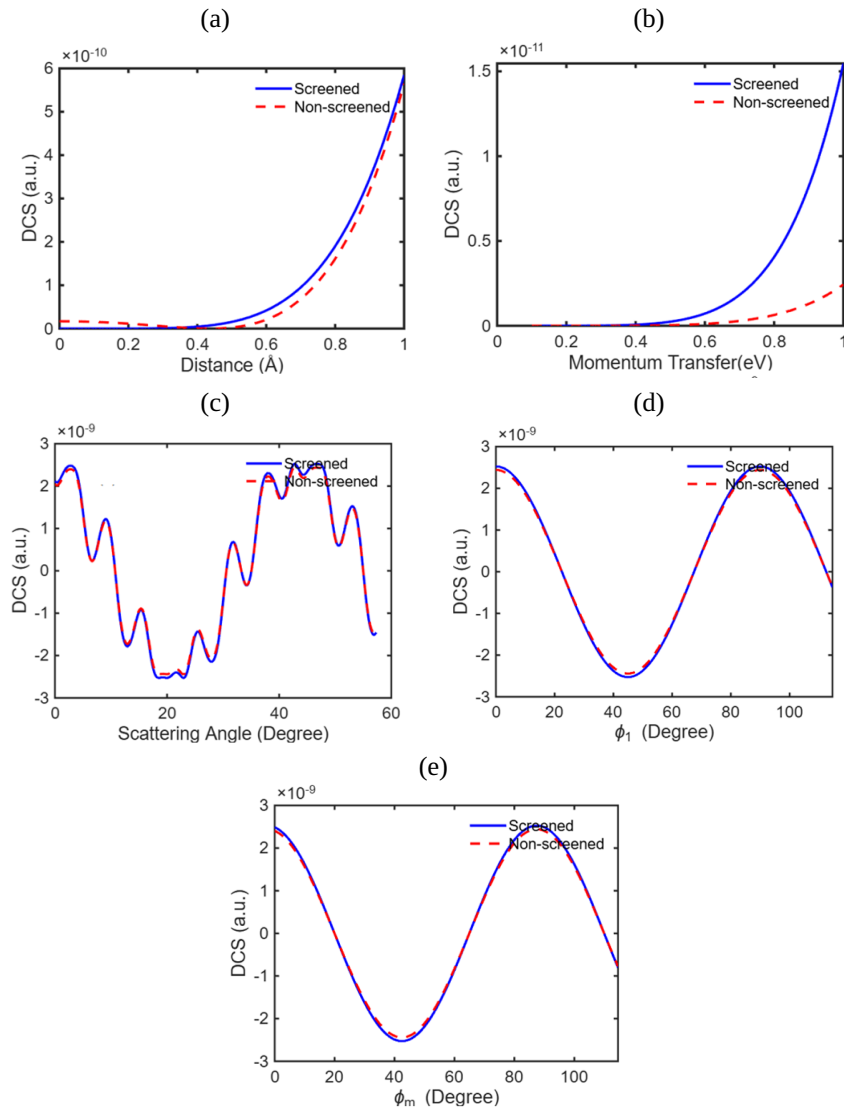 (a)
×10⁻¹⁰
6
5
4
3
2
1
0
DCS (a.u.)
Screened
Non-screened
0 0.2 0.4 0.6 0.8 1
Distance (Å)
(b)
×10⁻¹¹
1.5
1
0.5
0
DCS (a.u.)
Screened
Non-screened
0 0.2 0.4 0.6 0.8 1
Momentum Transfer(eV)
(c)
×10⁻⁹
3
2
1
0
-1
-2
-3
DCS (a.u.)
Screened
Non-screened
0 20 40 60
Scattering Angle (Degree)
(d)
×10⁻⁹
3
2
1
0
-1
-2
-3
DCS (a.u.)
Screened
Non-screened
0 20 40 60 80 100
ϕ₁ (Degree)
(e)
×10⁻⁹
3
2
1
0
-1
-2
-3
DCS (a.u.)
Screened
Non-screened
0 20 40 60 80 100
ϕₘ (Degree)